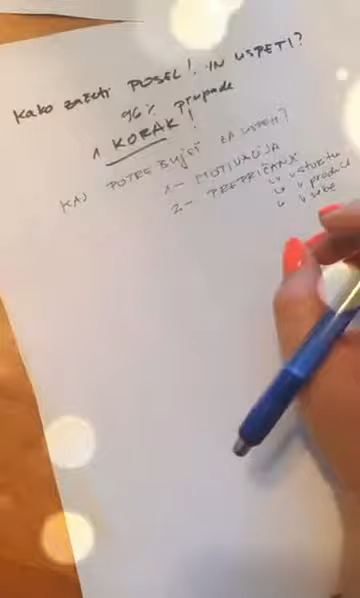 Kako začeti POSEL! IN USPETI?
96% propade
1 KORAK!
KAJ POTREBUJEŠ ZA USPEH?
1- MOTIVACIJA
2- PREPRIČANJE
↳ v
↳ v produkt
↳ v sebe